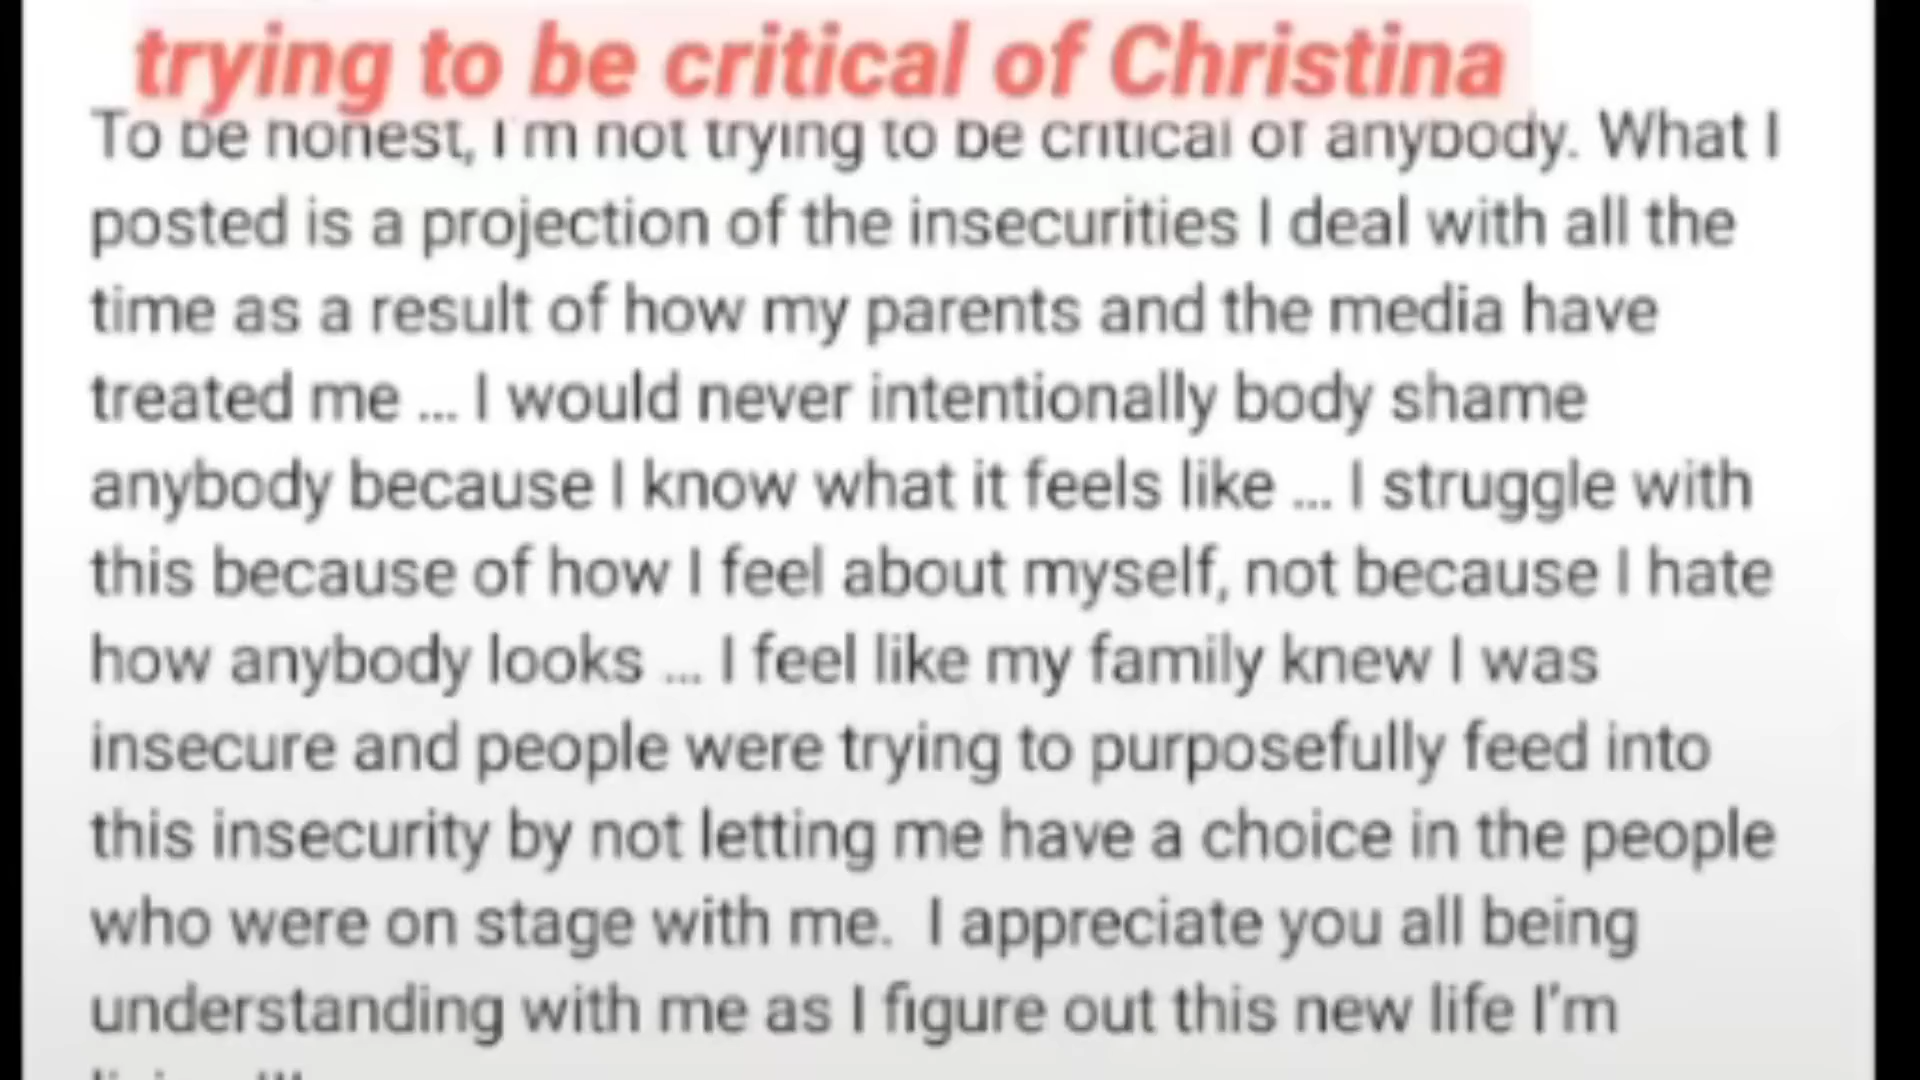 trying to be critical of Christina
To be honest, I'm not trying to be critical of anybody. What I
posted is a projection of the insecurities I deal with all the
time as a result of how my parents and the media have
treated me ... I would never intentionally body shame
anybody because I know what it feels like ... I struggle with
this because of how I feel about myself, not because I hate
how anybody looks ... I feel like my family knew I was
insecure and people were trying to purposefully feed into
this insecurity by not letting me have a choice in the people
who were on stage with me. I appreciate you all being
understanding with me as I figure out this new life I'm